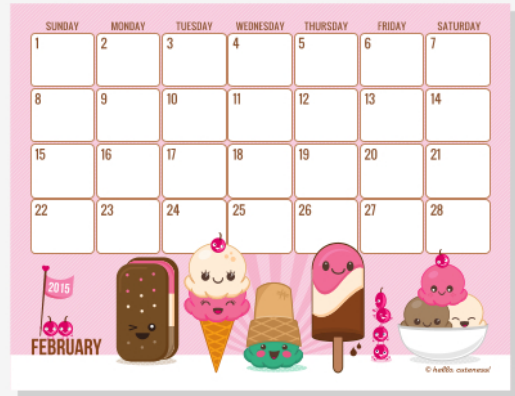 SUNDAY MONDAY TUESDAY WEDNESDAY THURSDAY FRIDAY SATURDAY
1 2 3 4 5 6 7
8 9 10 11 12 13 14
15 16 17 18 19 20 21
22 23 24 25 26 27 28
2015
FEBRUARY
© hello cuteness!